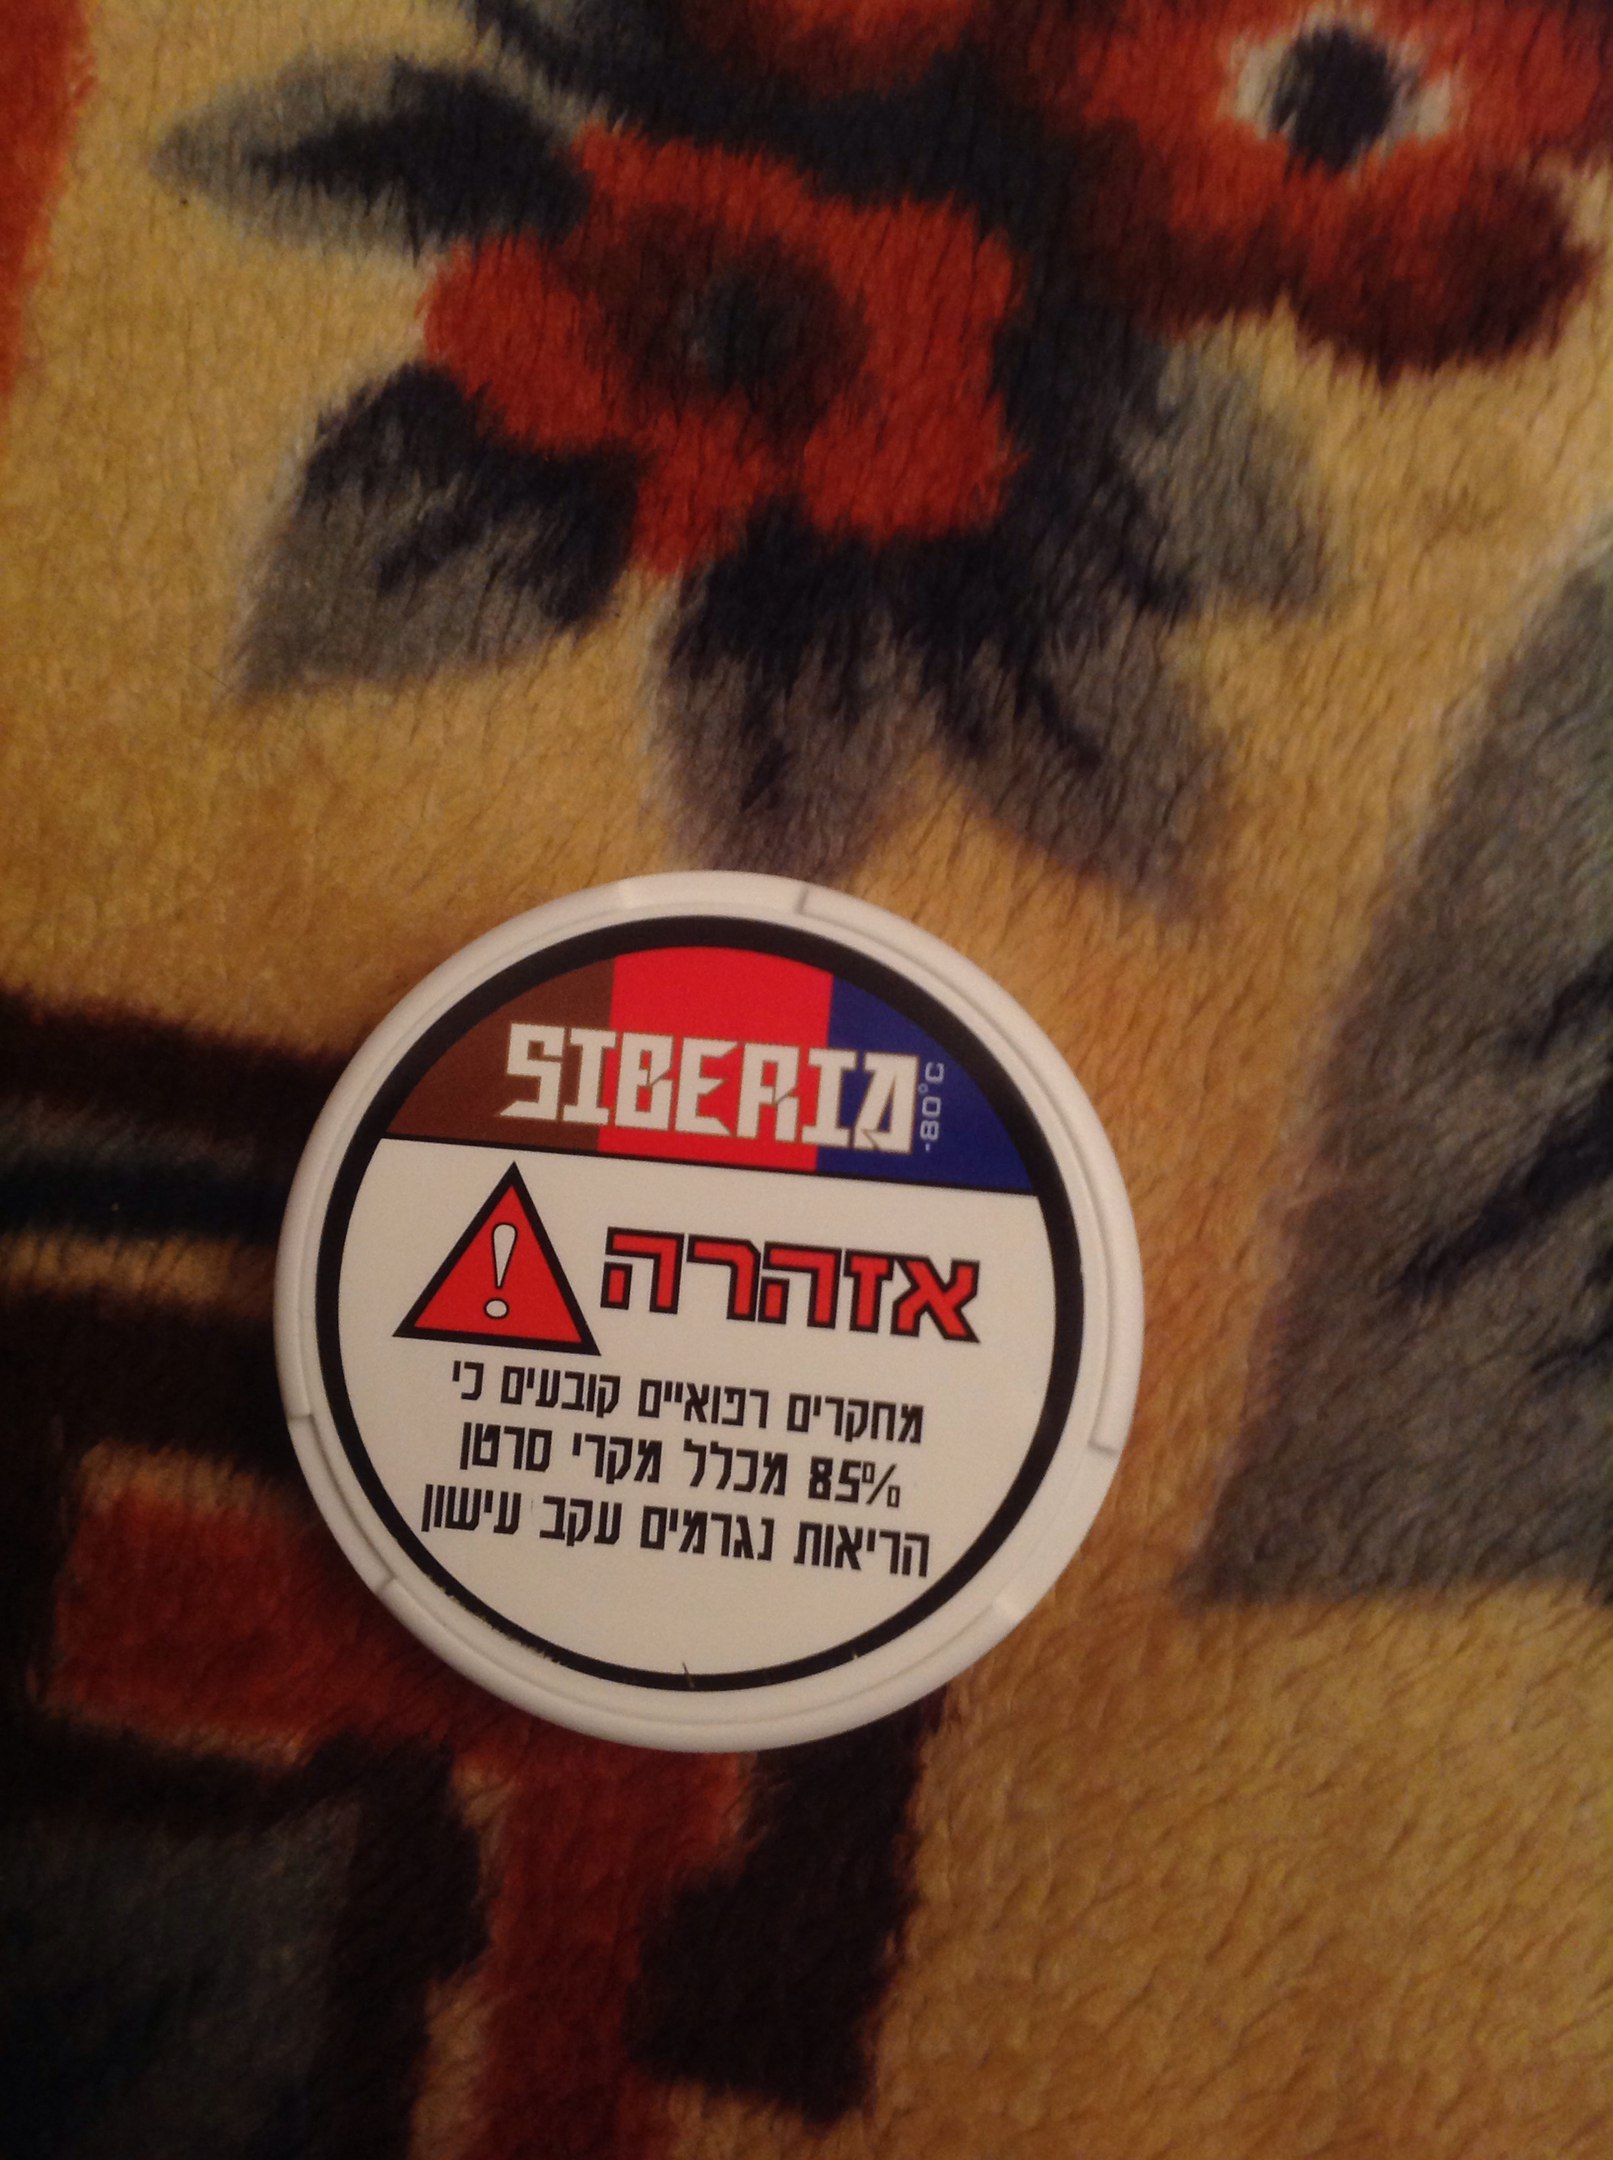 SIBERIA
-80°C
אזהרה
מחקרים רפואיים קובעים כי
85% מכלל מקרי סרטן
הריאות נגרמים עקב עישון